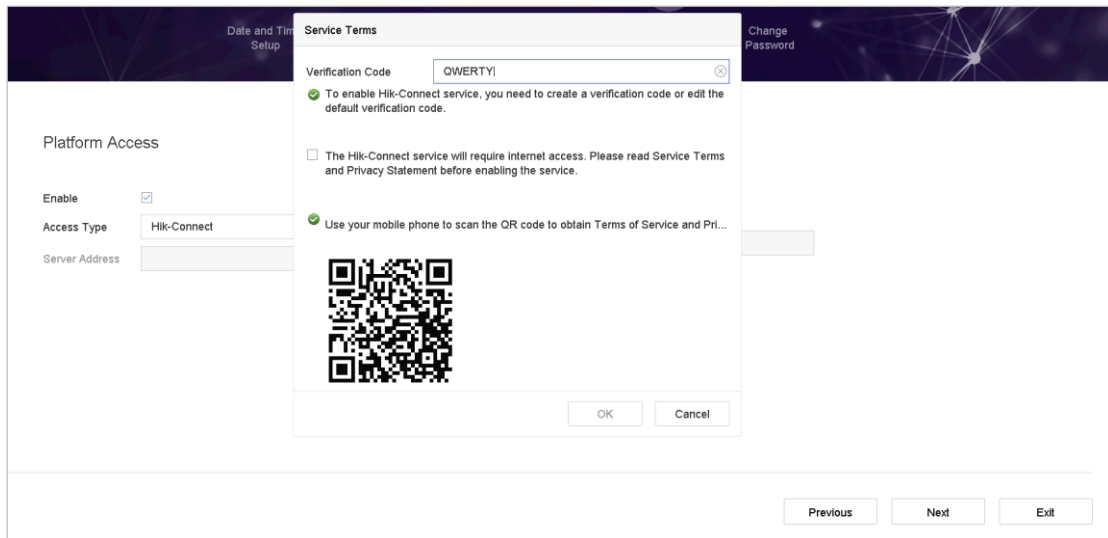 Date and Tim
Setup
Service Terms
Change
Password
Verification Code
QWERTY
To enable Hik-Connect service, you need to create a verification code or edit the
default verification code.
Platform Access
The Hik-Connect service will require internet access. Please read Service Terms
and Privacy Statement before enabling the service.
Enable
Access Type
Hik-Connect
Use your mobile phone to scan the QR code to obtain Terms of Service and Pri...
Server Address
OK
Cancel
Previous
Next
Exit